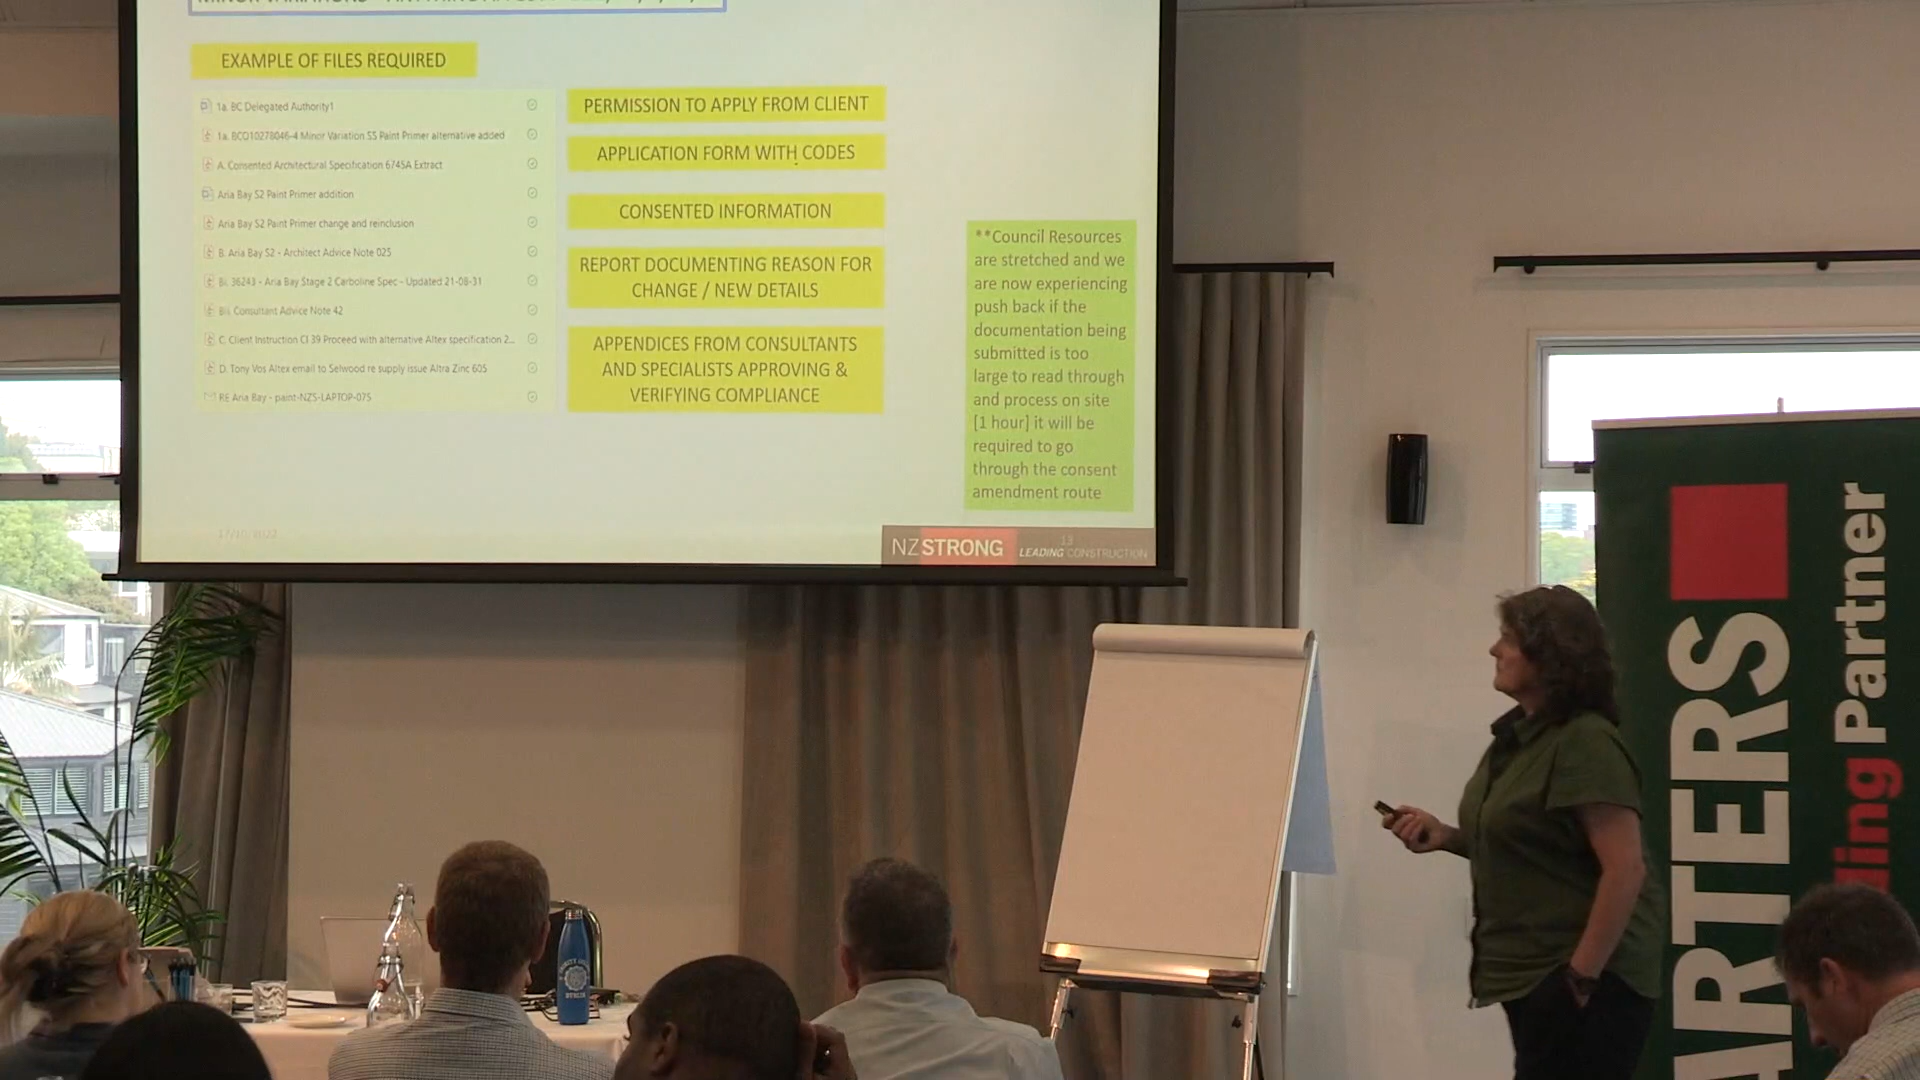 MINOR VARIATIONS
EXAMPLE OF FILES REQUIRED
1a. BC Delegated Authority1
1a. BCO10278046-4 Minor Variation SS Paint Primer alternative added
A. Consented Architectural Specification 6745A Extract
Aria Bay S2 Paint Primer addition
Aria Bay S2 Paint Primer change and reinclusion
B. Aria Bay S2 - Architect Advice Note 025
Bi. 36243 - Aria Bay Stage 2 Carboline Spec - Updated 21-08-31
Bii Consultant Advice Note 42
C. Client Instruction CI 39 Proceed with alternative Altex specification 2...
D. Tony Vos Altex email to Selwood re supply issue Altra Zinc 605
RE Aria Bay - paint-NZS-LAPTOP-075
PERMISSION TO APPLY FROM CLIENT
APPLICATION FORM WITH CODES
CONSENTED INFORMATION
REPORT DOCUMENTING REASON FOR
CHANGE / NEW DETAILS
APPENDICES FROM CONSULTANTS
AND SPECIALISTS APPROVING &
VERIFYING COMPLIANCE
**Council Resources
are stretched and we
are now experiencing
push back if the
documentation being
submitted is too
large to read through
and process on site
[1 hour] it will be
required to go
through the consent
amendment route
13
NZSTRONG LEADING CONSTRUCTION
ARTERS
ding Partner